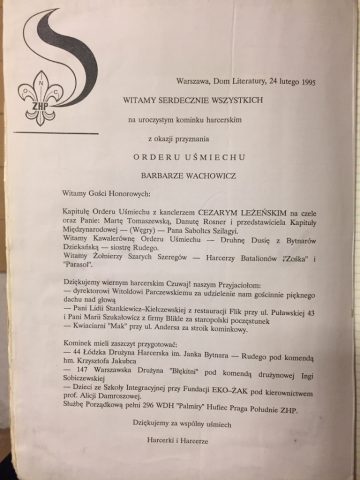 O N C
ZHP
Warszawa, Dom Literatury, 24 lutego 1995
WITAMY SERDECZNIE WSZYSTKICH
na uroczystym kominku harcerskim
z okazji przyznania
ORDERU UŚMIECHU
BARBARZE WACHOWICZ
Witamy Gości Honorowych:
Kapitułę Orderu Uśmiechu z kanclerzem CEZARYM LEŻEŃSKIM na czele
oraz Panie: Martę Tomaszewską, Danutę Rosner i przedstawiciela Kapituły
Międzynarodowej — (Węgry) — Pana Saboltcs Szilagyi.
Witamy Kawalerównę Orderu Uśmiechu — Druhnę Dusię z Bytnarów
Dziekańską — siostrę Rudego.
Witamy Żołnierzy Szarych Szeregów — Harcerzy Batalionów "Zośka" i
"Parasol".
Dziękujemy wiernym harcerskim Czuwaj! naszym Przyjaciołom:
— dyrektorowi Witoldowi Parczewskiemu za udzielenie nam gościnnie pięknego
dachu nad głową
— Pani Lidii Stankiewicz-Kiełczewskiej z restauracji Flik przy ul. Puławskiej 43
i Pani Marii Szukałowicz z firmy Blikle za staropolski poczęstunek
— Kwiaciarni "Mak" przy ul. Andersa za stroik kominkowy.
Kominek mieli zaszczyt przygotować:
— 44 Łódzka Drużyna Harcerska im. Janka Bytnara — Rudego pod komendą
hm. Krzysztofa Jakubca
— 147 Warszawska Drużyna "Błękitni" pod komendą drużynowej Ingi
Sobiczewskiej
— Dzieci ze Szkoły Integracyjnej przy Fundacji EKO-ŻAK pod kierownictwem
prof. Alicji Damroszowej.
Służbę Porządkową pełni 296 WDH "Palmiry" Hufiec Praga Południe ZHP.
Dziękujemy za wspólny uśmiech
Harcerki i Harcerze